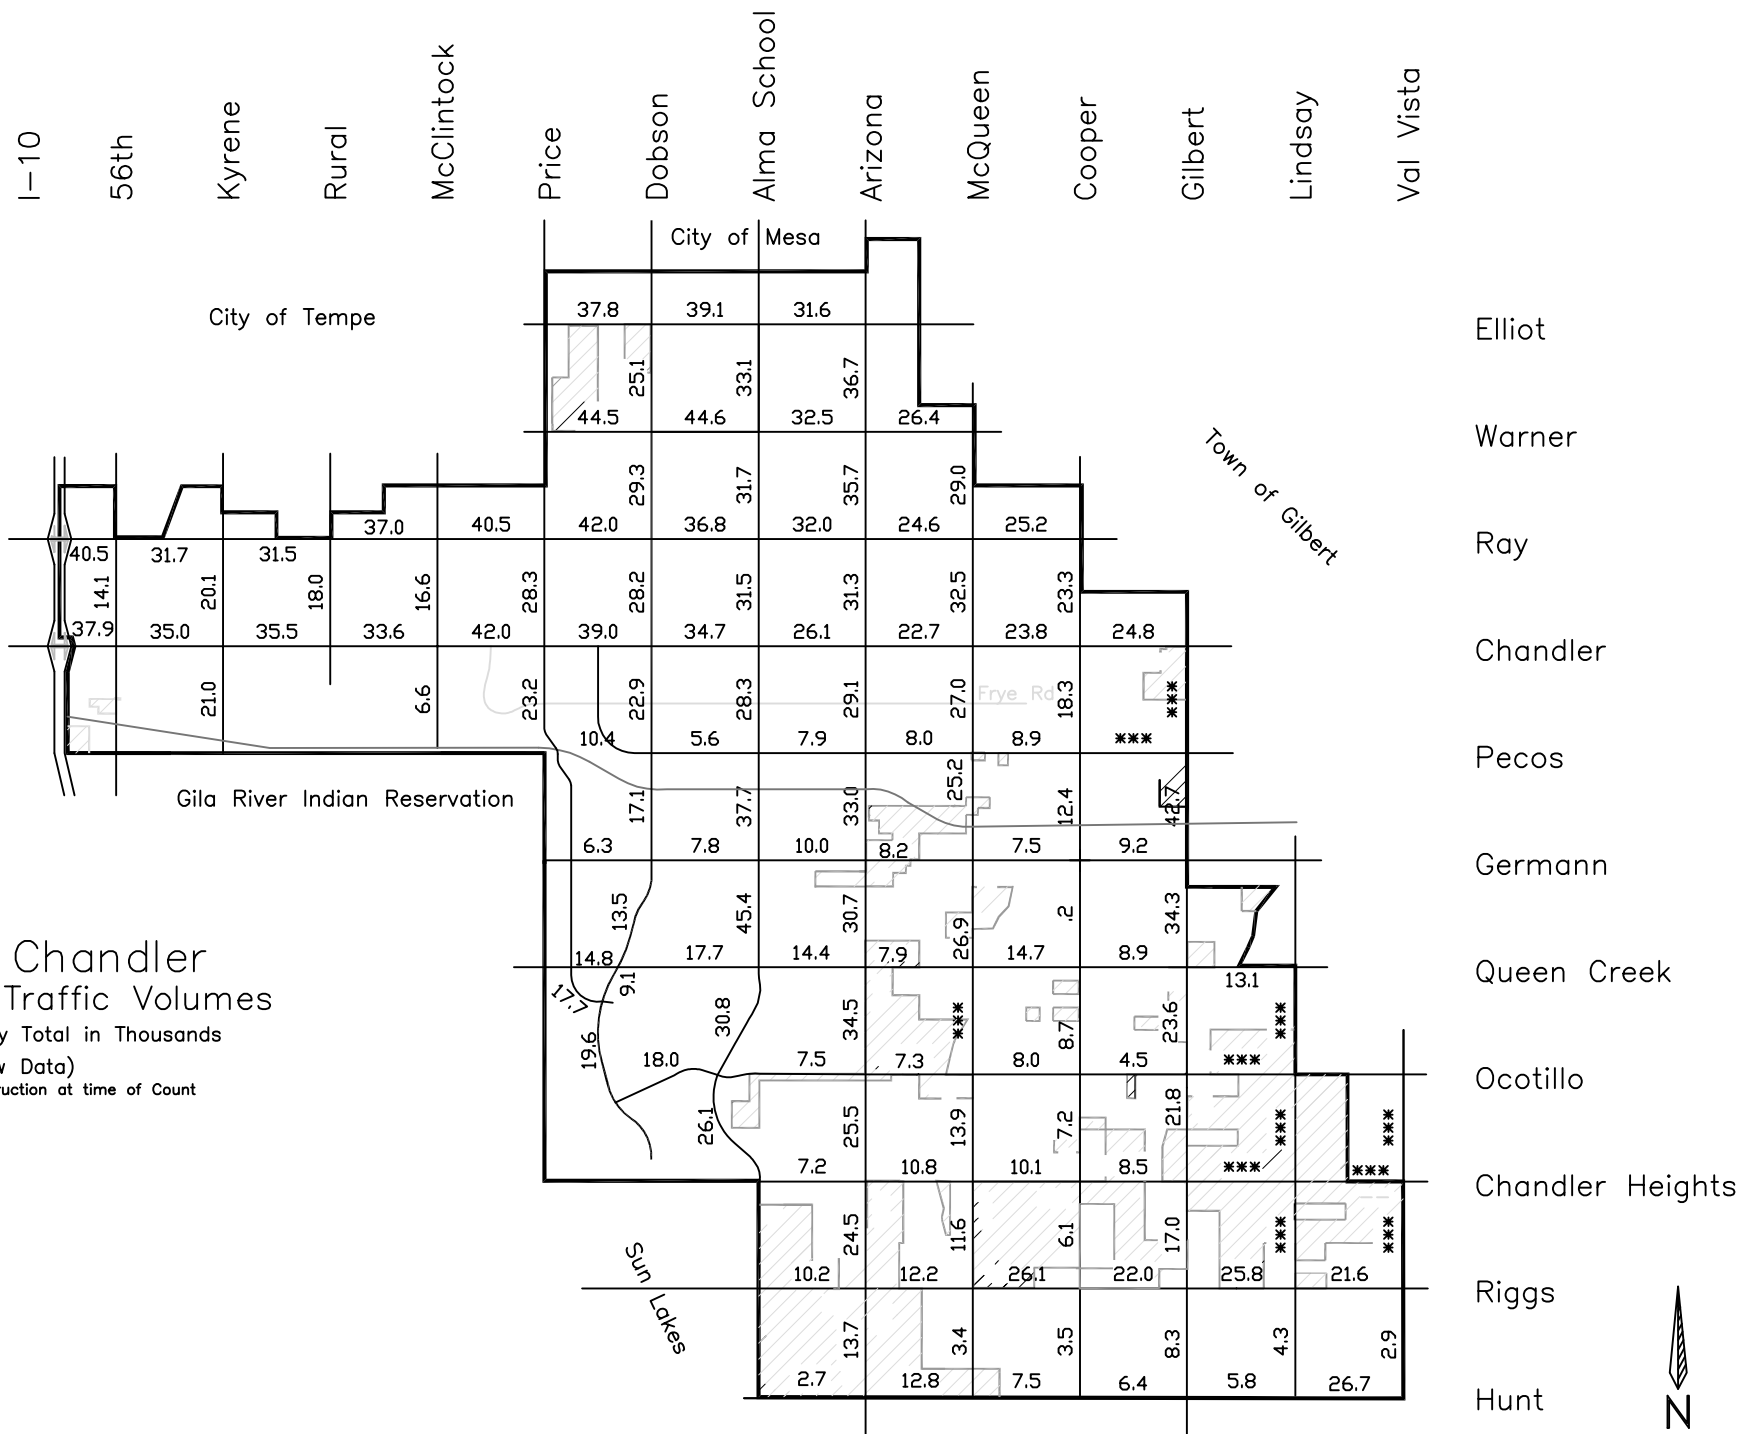 I-10
56th
Kyrene
Rural
McClintock
Price
Dobson
Alma School
Arizona
McQueen
Cooper
Gilbert
Lindsay
Val Vista
City of Mesa
City of Tempe
37.8 39.1 31.6
Elliot
25.1 33.1 36.7
44.5 44.6 32.5 26.4
Warner
Town of Gilbert
29.3 31.7 35.7 29.0
37.0 40.5 42.0 36.8 32.0 24.6 25.2
Ray
40.5 31.7 31.5
14.1 20.1 18.0 16.6 28.3 28.2 31.5 31.3 32.5 23.3
37.9 35.0 35.5 33.6 42.0 39.0 34.7 26.1 22.7 23.8 24.8
Chandler
21.0 6.6 23.2 22.9 28.3 29.1 27.0 18.3 ***
Frye Rd
10.4 5.6 7.9 8.0 8.9 ***
Pecos
Gila River Indian Reservation
17.1 37.7 33.0 25.2 12.4 42.7
6.3 7.8 10.0 8.2 7.5 9.2
Germann
13.5 45.4 30.7 26.9 .2 34.3
14.8 17.7 14.4 7.9 14.7 8.9
Queen Creek
13.1
Chandler
Traffic Volumes
y Total in Thousands
w Data)
ruction at time of Count
17.7 9.1
19.6 30.8 34.5 *** 8.7 23.6 ***
18.0 7.5 7.3 8.0 4.5 ***
Ocotillo
26.1 25.5 13.9 7.2 21.8 *** ***
7.2 10.8 10.1 8.5 *** ***
Chandler Heights
24.5 11.6 6.1 17.0 *** ***
10.2 12.2 26.1 22.0 25.8 21.6
Riggs
Sun Lakes
13.7 3.4 3.5 8.3 4.3 2.9
2.7 12.8 7.5 6.4 5.8 26.7
Hunt
N